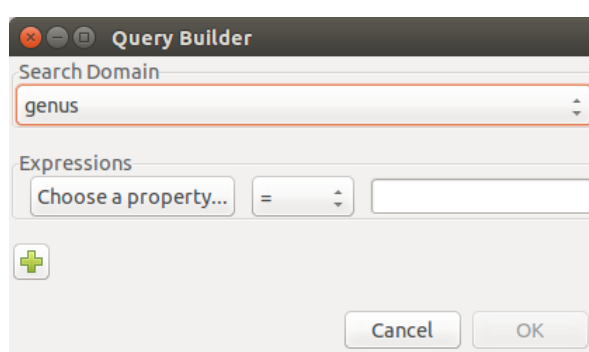 Query Builder
Search Domain
genus
Expressions
Choose a property... =
Cancel OK